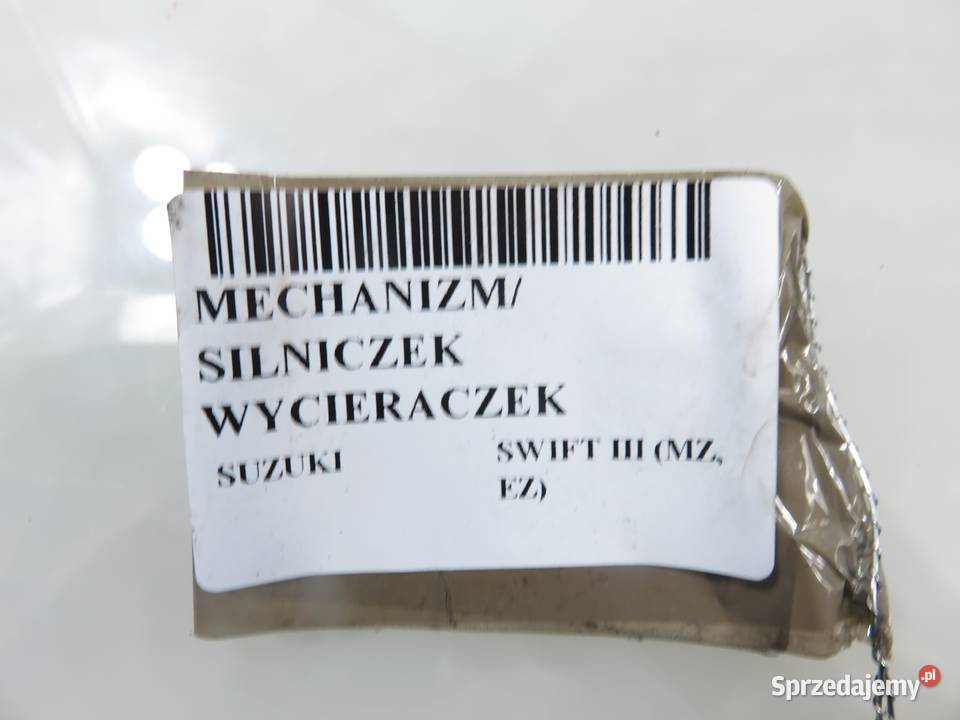 MECHANIZM/
SILNICZEK
WYCIERACZEK
SUZUKI SWIFT III (MZ,
EZ)
Sprzedajemy.pl